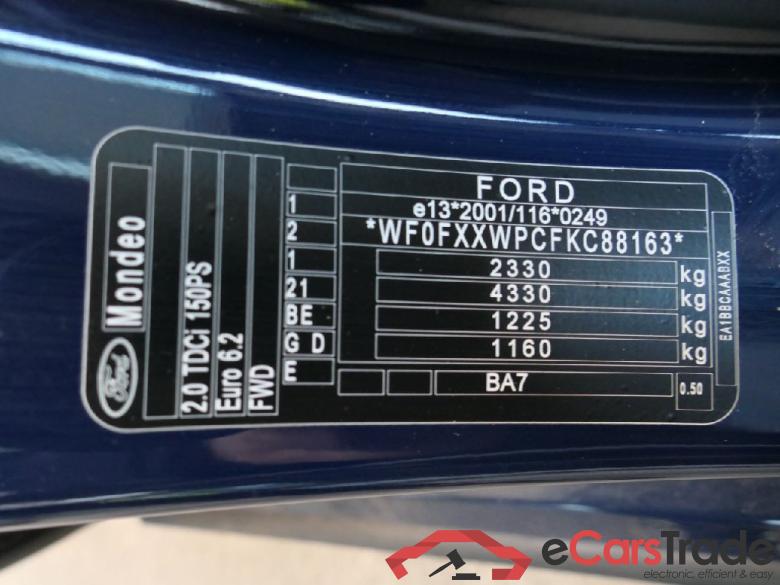 FORD
e13*2001/116*0249
*WF0FXXWPCFKC88163*
2330 kg
4330 kg
1225 kg
1160 kg
BA7
0.50
1
2
1
21
BE
G D
E
Ford
Mondeo
2.0 TDCi 150PS
Euro 6.2
FWD
EA1BBCAAABXX
eCarsTrade
electronic, efficient & easy